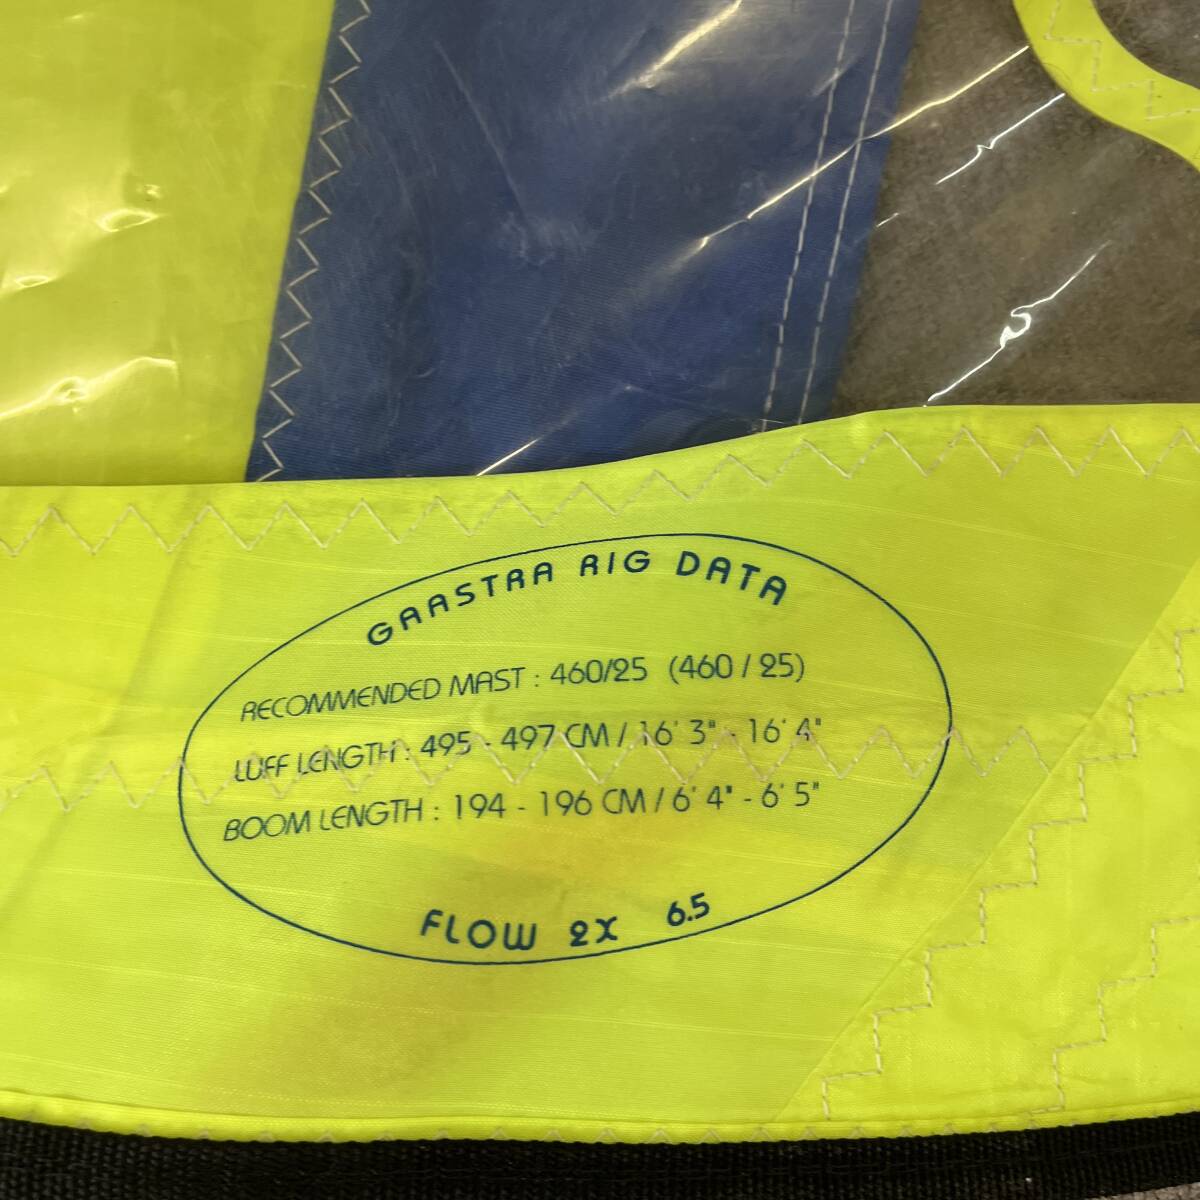 GAASTRA RIG DATA
RECOMMENDED MAST : 460/25 (460 / 25)
LUFF LENGTH : 495 - 497 CM / 16' 3" - 16' 4"
BOOM LENGTH : 194 - 196 CM / 6' 4" - 6' 5"
FLOW 2X 6.5